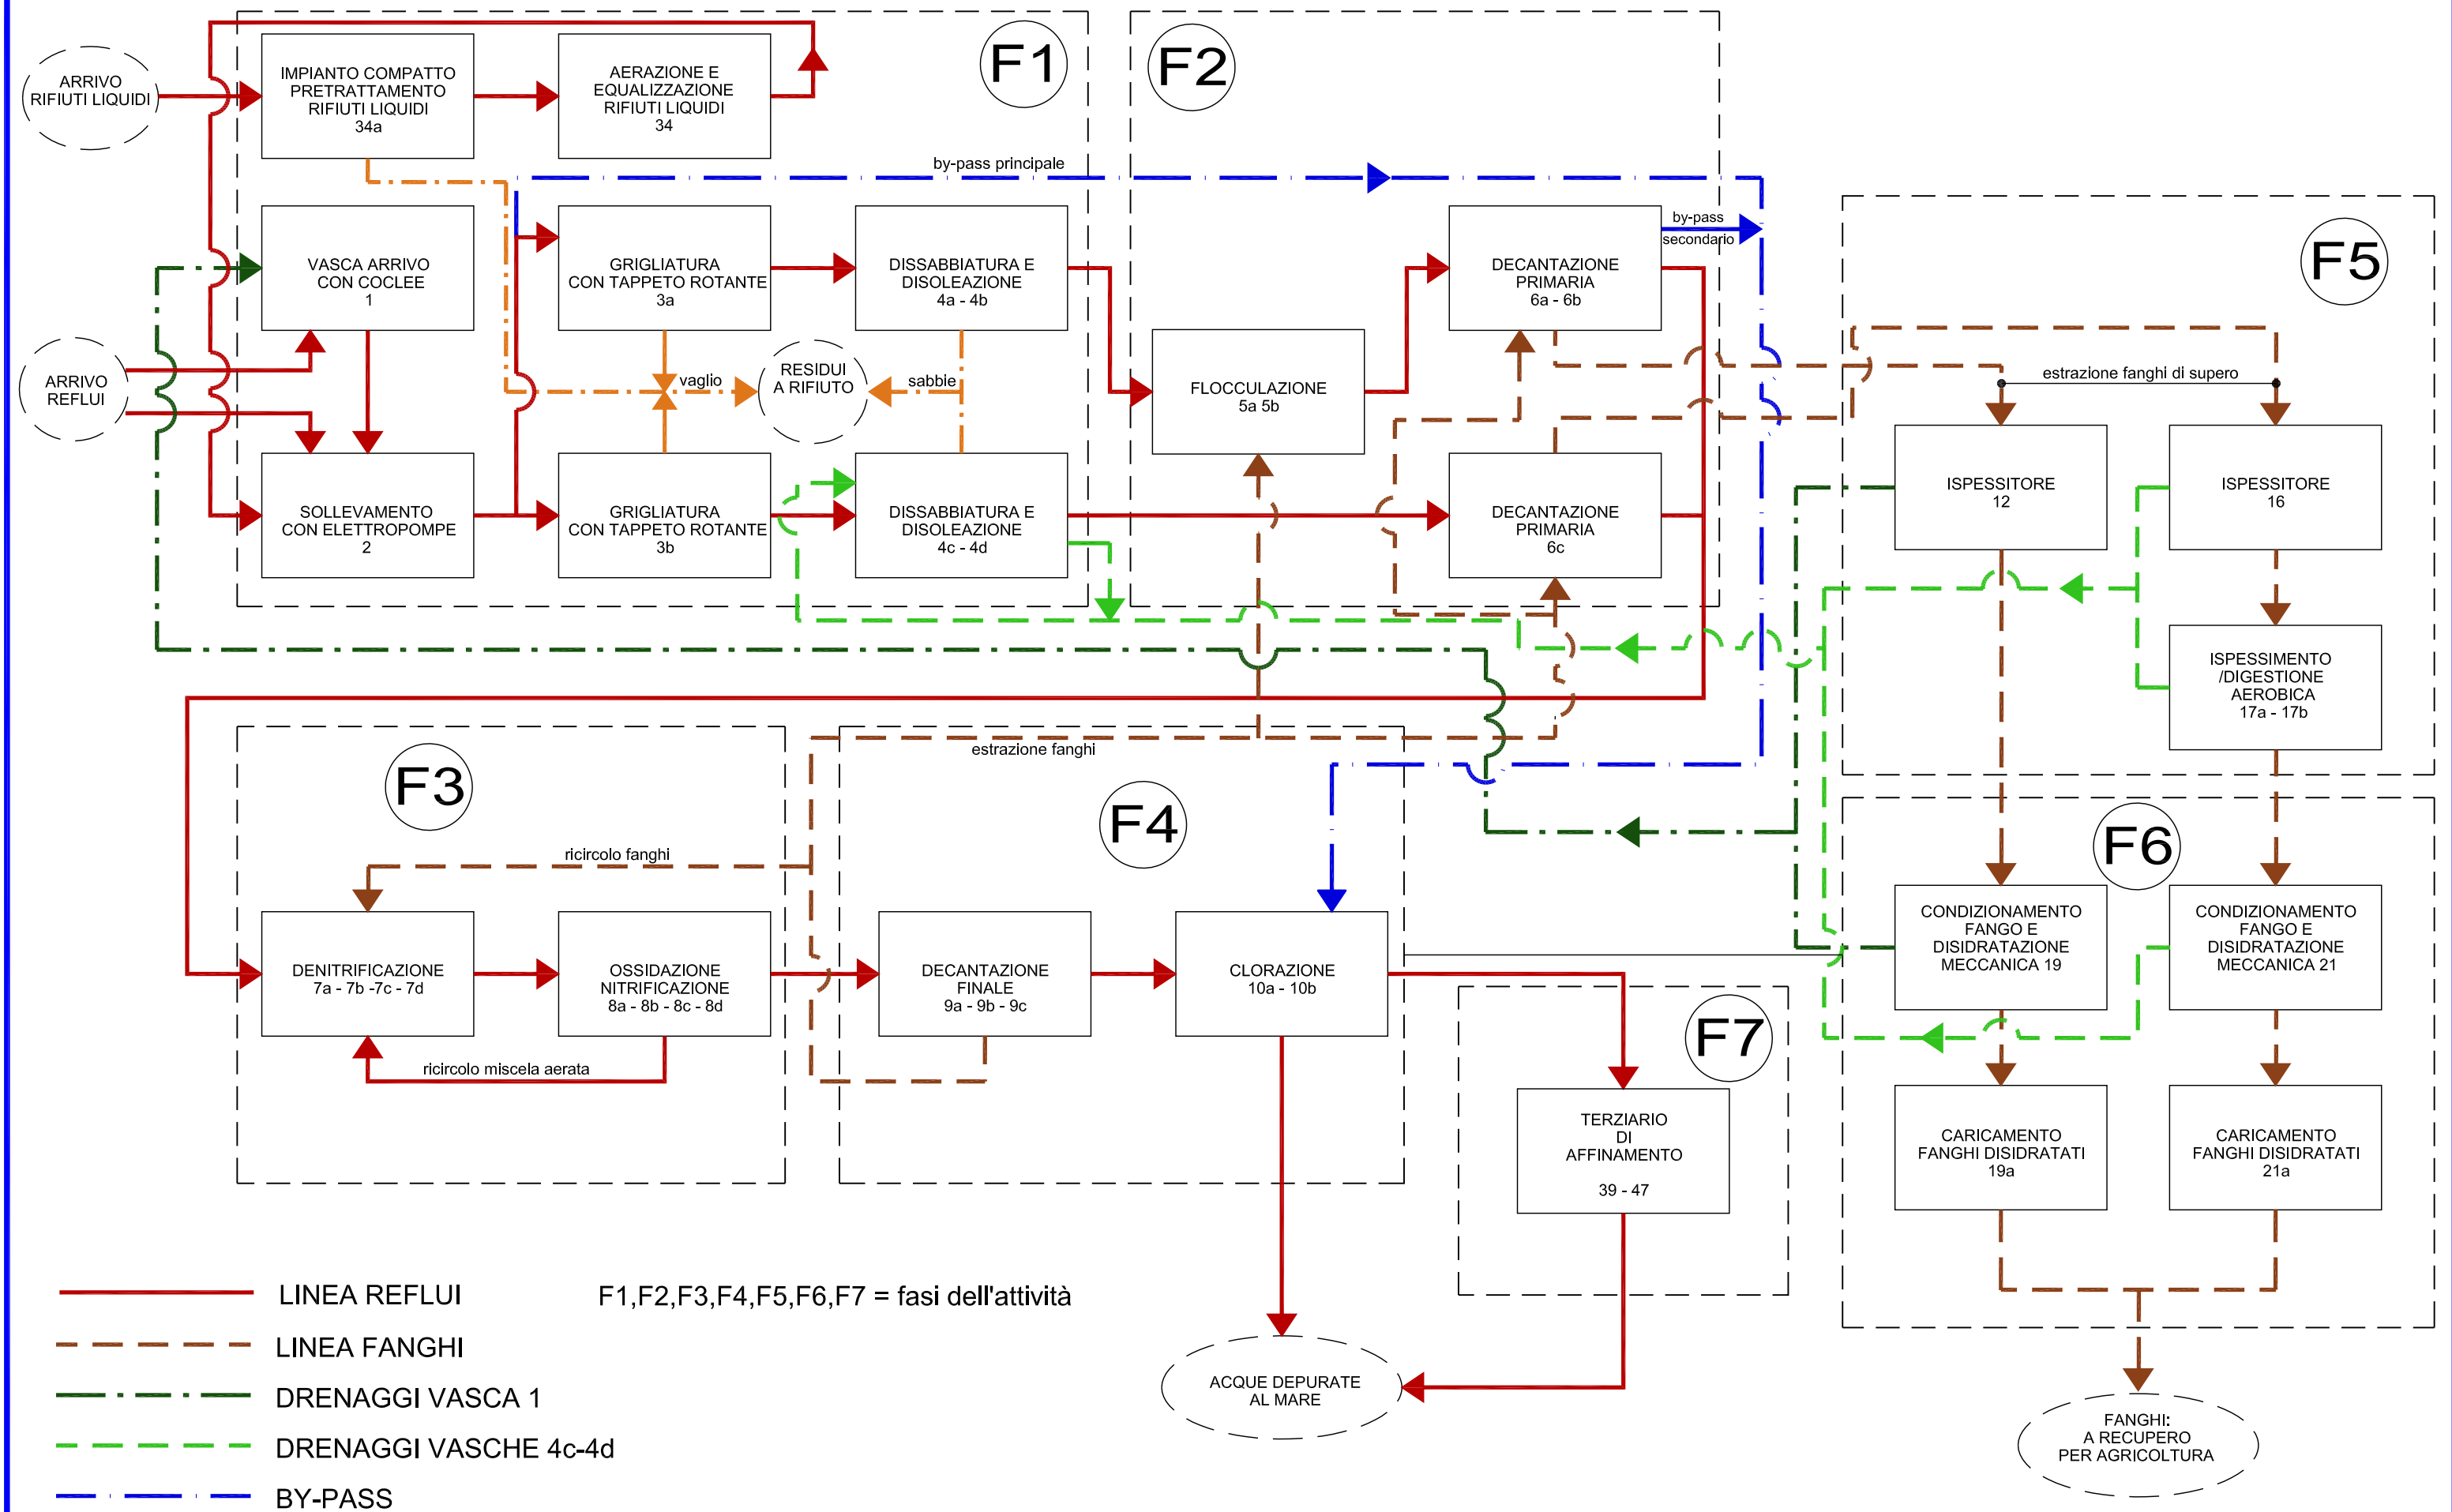 F1
F2
ARRIVO
RIFIUTI LIQUIDI
IMPIANTO COMPATTO
PRETRATTAMENTO
RIFIUTI LIQUIDI
34a
AERAZIONE E
EQUALIZZAZIONE
RIFIUTI LIQUIDI
34
by-pass principale
VASCA ARRIVO
CON COCLEE
1
GRIGLIATURA
CON TAPPETO ROTANTE
3a
DISSABBIATURA E
DISOLEAZIONE
4a - 4b
DECANTAZIONE
PRIMARIA
6a - 6b
by-pass
secondario
F5
ARRIVO
REFLUI
vaglio
RESIDUI
A RIFIUTO
sabbie
FLOCCULAZIONE
5a 5b
estrazione fanghi di supero
SOLLEVAMENTO
CON ELETTROPOMPE
2
GRIGLIATURA
CON TAPPETO ROTANTE
3b
DISSABBIATURA E
DISOLEAZIONE
4c - 4d
DECANTAZIONE
PRIMARIA
6c
ISPESSITORE
12
ISPESSITORE
16
ISPESSIMENTO
/DIGESTIONE
AEROBICA
17a - 17b
estrazione fanghi
F3
F4
F6
ricircolo fanghi
DENITRIFICAZIONE
7a - 7b -7c - 7d
OSSIDAZIONE
NITRIFICAZIONE
8a - 8b - 8c - 8d
DECANTAZIONE
FINALE
9a - 9b - 9c
CLORAZIONE
10a - 10b
CONDIZIONAMENTO
FANGO E
DISIDRATAZIONE
MECCANICA 19
CONDIZIONAMENTO
FANGO E
DISIDRATAZIONE
MECCANICA 21
ricircolo miscela aerata
F7
TERZIARIO
DI
AFFINAMENTO
39 - 47
CARICAMENTO
FANGHI DISIDRATATI
19a
CARICAMENTO
FANGHI DISIDRATATI
21a
LINEA REFLUI
F1,F2,F3,F4,F5,F6,F7 = fasi dell'attività
LINEA FANGHI
DRENAGGI VASCA 1
DRENAGGI VASCHE 4c-4d
BY-PASS
ACQUE DEPURATE
AL MARE
FANGHI:
A RECUPERO
PER AGRICOLTURA